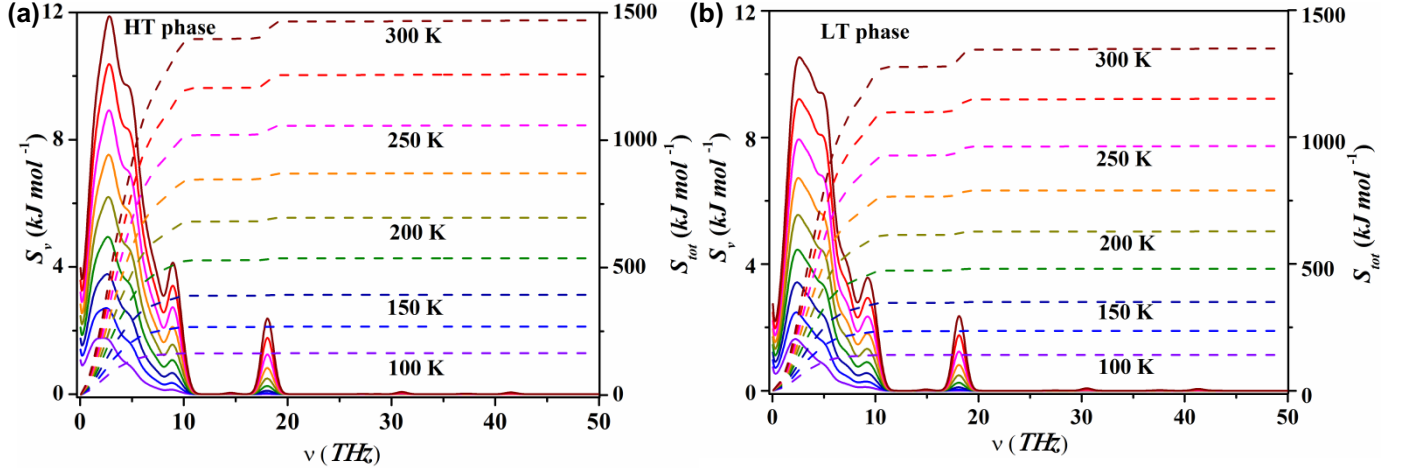 (a)
HT phase
12
8
4
0
S_v (kJ mol^-1)
300 K
250 K
200 K
150 K
100 K
1500
1000
500
0
S_tot (kJ mol^-1)
0 10 20 30 40 50
ν (THz)
(b)
LT phase
12
8
4
0
S_v (kJ mol^-1)
300 K
250 K
200 K
150 K
100 K
1500
1000
500
0
S_tot (kJ mol^-1)
0 10 20 30 40 50
ν (THz)